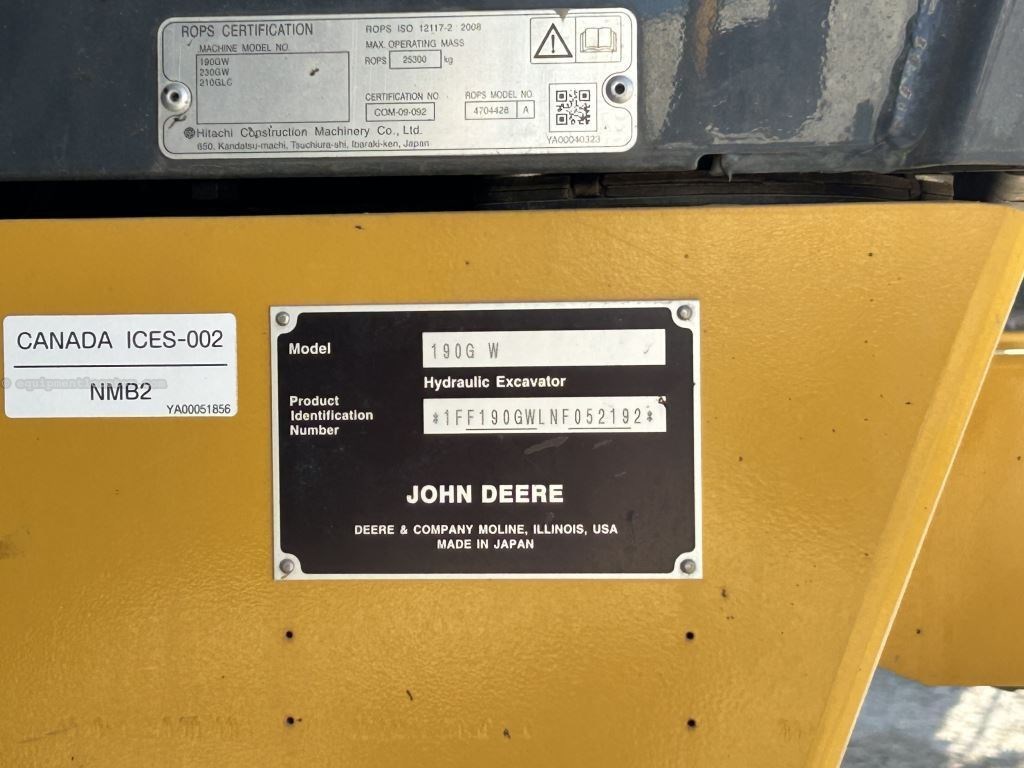 ROPS CERTIFICATION
MACHINE MODEL NO.
190GW
230GW
210GLC
ROPS ISO 12117-2 2008
MAX. OPERATING MASS
ROPS 25300 kg
CERTIFICATION NO.
COM-09-092
ROPS MODEL NO.
4704426 A
YA00040323
Hitachi Construction Machinery Co., Ltd.
650, Kandatsu-machi, Tsuchiura-shi, Ibaraki-ken, Japan
CANADA ICES-002
NMB2
YA00051856
Model 190G W
Hydraulic Excavator
Product
Identification
Number
*1FF190GWLNF052192*
JOHN DEERE
DEERE & COMPANY MOLINE, ILLINOIS, USA
MADE IN JAPAN